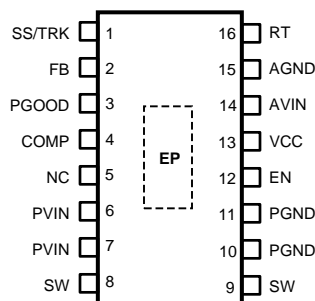 SS/TRK 1 16 RT
FB 2 15 AGND
PGOOD 3 14 AVIN
COMP 4 13 VCC
EP
NC 5 12 EN
PVIN 6 11 PGND
PVIN 7 10 PGND
SW 8 9 SW